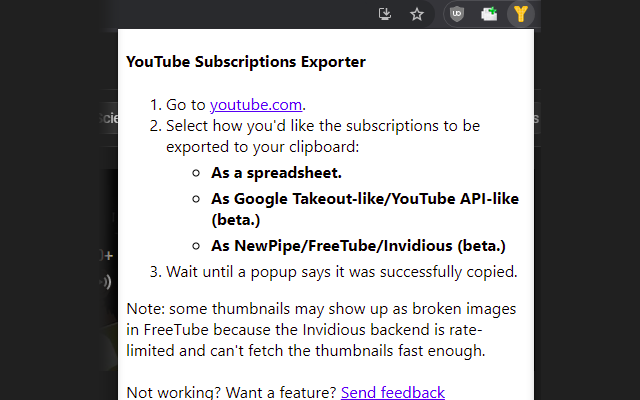 YouTube Subscriptions Exporter
1. Go to youtube.com.
2. Select how you'd like the subscriptions to be
exported to your clipboard:
As a spreadsheet.
As Google Takeout-like/YouTube API-like
(beta.)
As NewPipe/FreeTube/Invidious (beta.)
3. Wait until a popup says it was successfully copied.
Note: some thumbnails may show up as broken images
in FreeTube because the Invidious backend is rate-
limited and can't fetch the thumbnails fast enough.
Not working? Want a feature? Send feedback